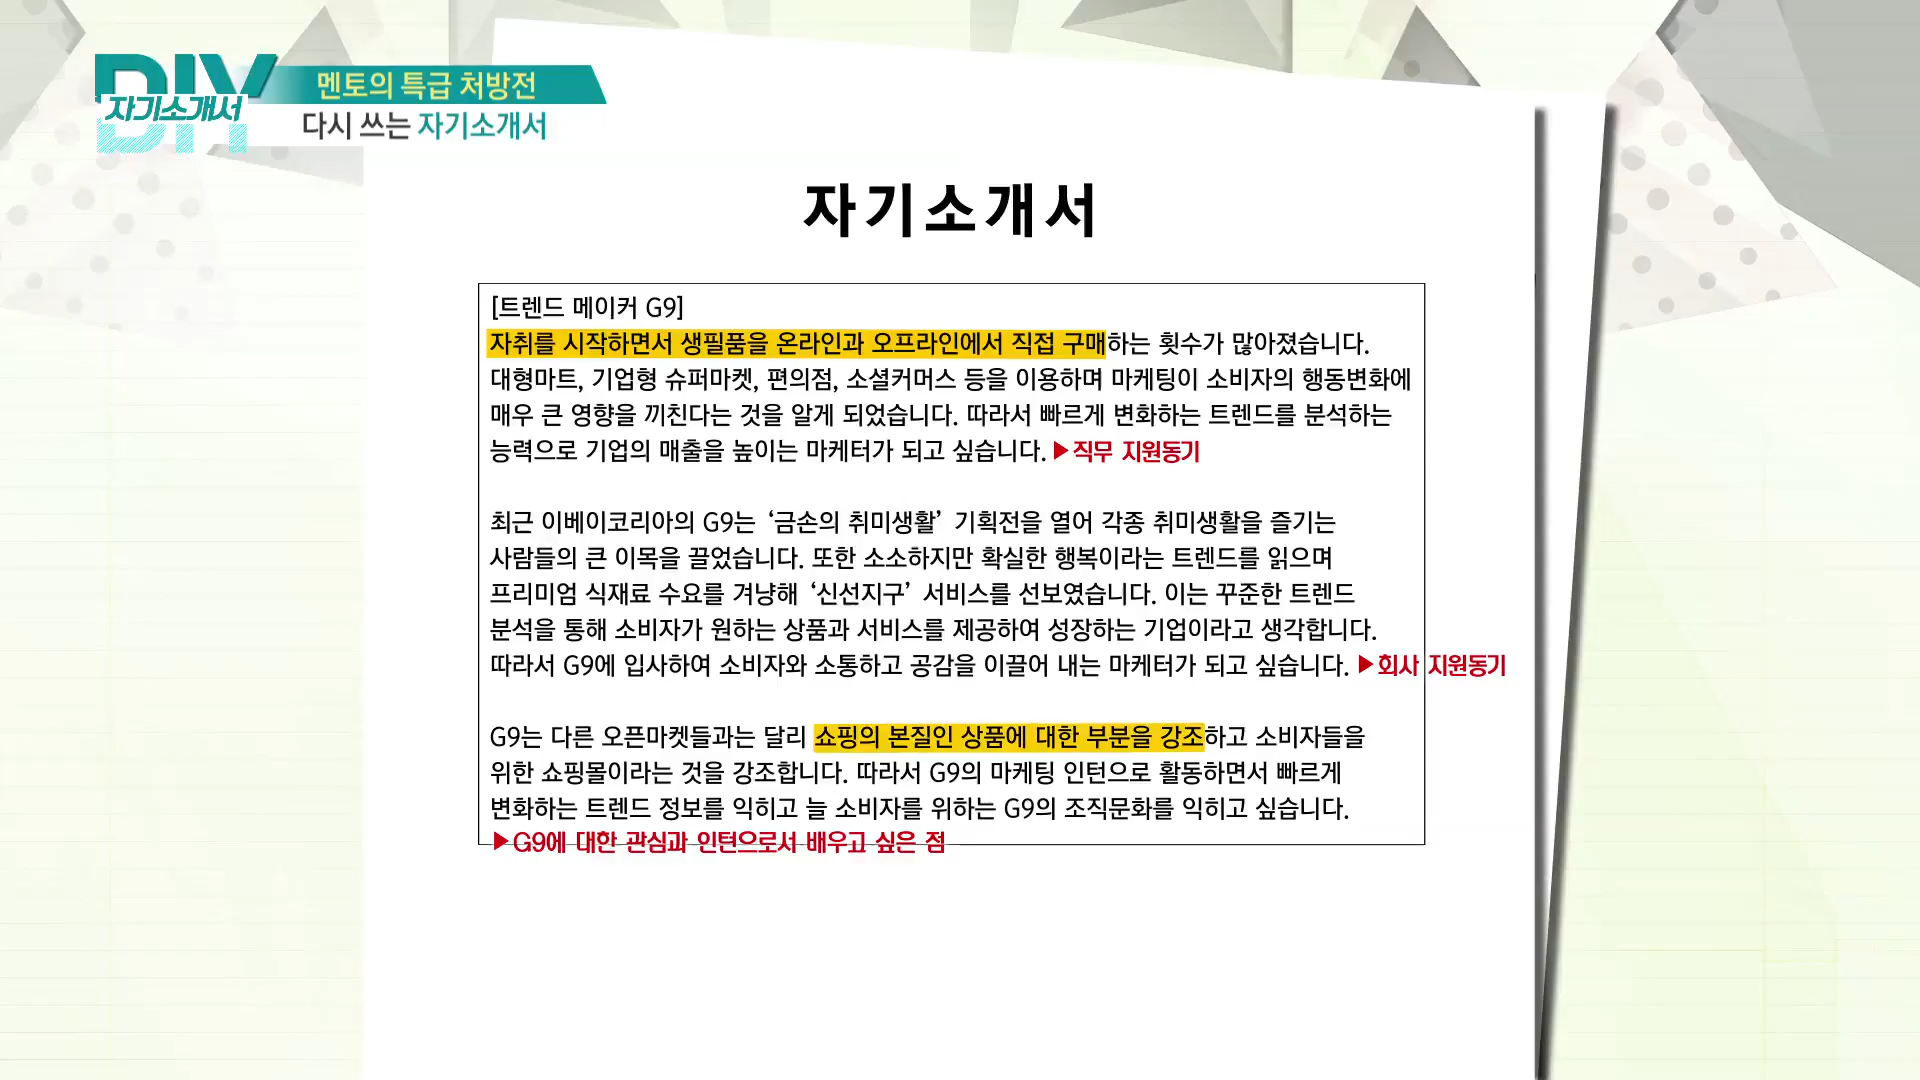 DIY
자기소개서
멘토의 특급 처방전
다시 쓰는 자기소개서
자기소개서
[트렌드 메이커 G9]
자취를 시작하면서 생필품을 온라인과 오프라인에서 직접 구매하는 횟수가 많아졌습니다.
대형마트, 기업형 슈퍼마켓, 편의점, 소셜커머스 등을 이용하며 마케팅이 소비자의 행동변화에
매우 큰 영향을 끼친다는 것을 알게 되었습니다. 따라서 빠르게 변화하는 트렌드를 분석하는
능력으로 기업의 매출을 높이는 마케터가 되고 싶습니다. ▶직무 지원동기
최근 이베이코리아의 G9는 ‘금손의 취미생활’ 기획전을 열어 각종 취미생활을 즐기는
사람들의 큰 이목을 끌었습니다. 또한 소소하지만 확실한 행복이라는 트렌드를 읽으며
프리미엄 식재료 수요를 겨냥해 ‘신선지구’ 서비스를 선보였습니다. 이는 꾸준한 트렌드
분석을 통해 소비자가 원하는 상품과 서비스를 제공하여 성장하는 기업이라고 생각합니다.
따라서 G9에 입사하여 소비자와 소통하고 공감을 이끌어 내는 마케터가 되고 싶습니다. ▶회사 지원동기
G9는 다른 오픈마켓들과는 달리 쇼핑의 본질인 상품에 대한 부분을 강조하고 소비자들을
위한 쇼핑몰이라는 것을 강조합니다. 따라서 G9의 마케팅 인턴으로 활동하면서 빠르게
변화하는 트렌드 정보를 익히고 늘 소비자를 위하는 G9의 조직문화를 익히고 싶습니다.
▶G9에 대한 관심과 인턴으로서 배우고 싶은 점